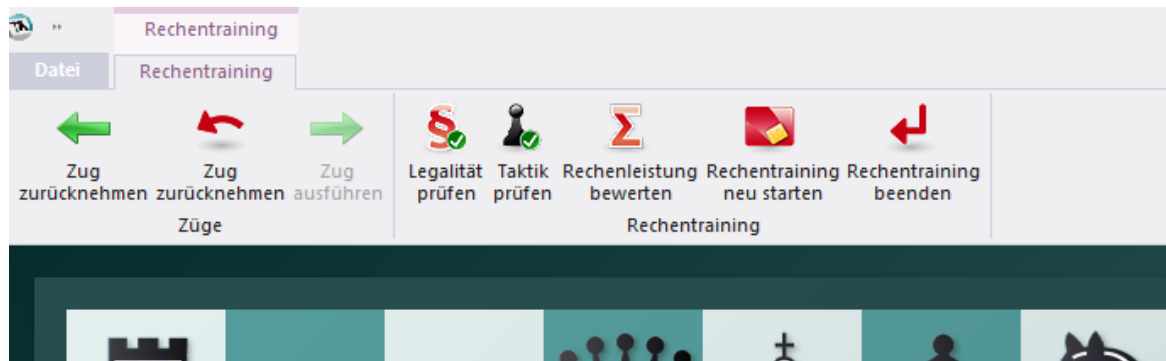 Rechentraining
Datei Rechentraining
Zug zurücknehmen
Zug zurücknehmen
Zug ausführen
Legalität prüfen
Taktik prüfen
Rechenleistung bewerten
Rechentraining neu starten
Rechentraining beenden
Züge
Rechentraining